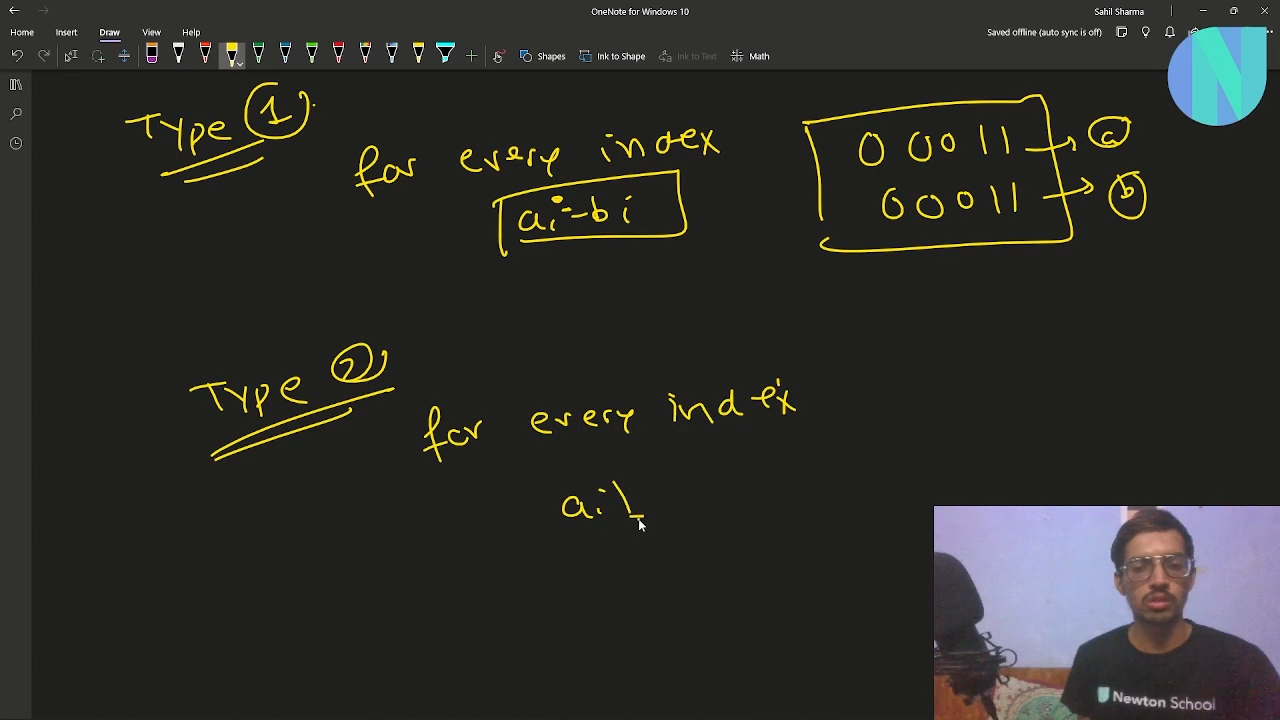 OneNote for Windows 10
Sahil Sharma
Home Insert Draw View Help
Saved offline (auto sync is off)
Shapes Ink to Shape Ink to Text Math
Type 1
for every index
ai=bi
0 0 0 1 1 → a
0 0 0 1 1 → b
Type 2
for every index
ai
Newton School